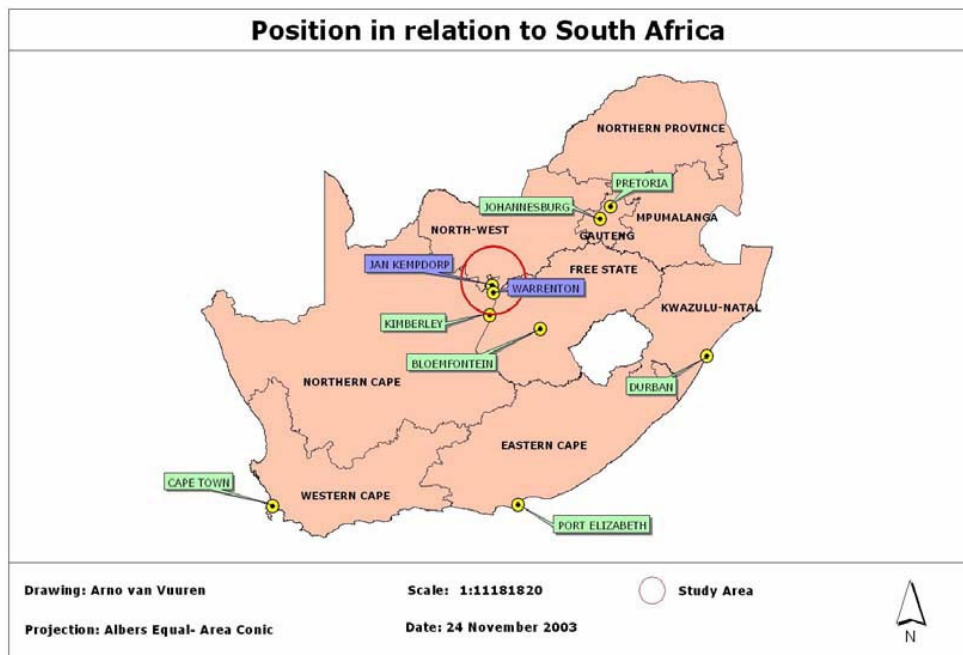 Position in relation to South Africa
NORTHERN PROVINCE
PRETORIA
JOHANNESBURG
MPUMALANGA
NORTH-WEST
GAUTENG
JAN KEMPDORP
FREE STATE
WARRENTON
KWAZULU-NATAL
KIMBERLEY
BLOEMFONTEIN
NORTHERN CAPE
DURBAN
EASTERN CAPE
CAPE TOWN
WESTERN CAPE
PORT ELIZABETH
Drawing: Arno van Vuuren
Scale: 1:11181820
Study Area
Projection: Albers Equal- Area Conic
Date: 24 November 2003
N